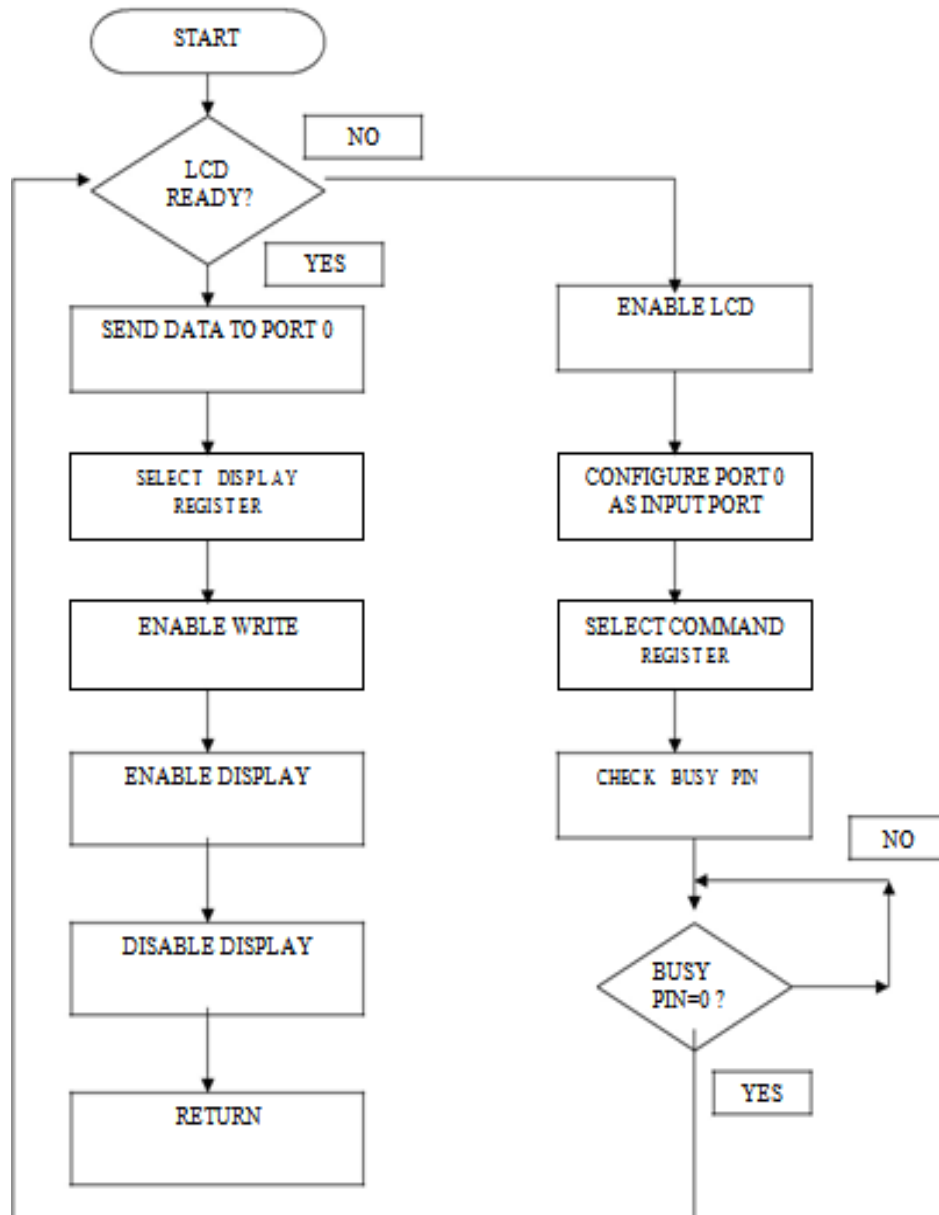 START
LCD
READY?
NO
YES
SEND DATA TO PORT 0
SELECT DISPLAY
REGISTER
ENABLE WRITE
ENABLE DISPLAY
DISABLE DISPLAY
RETURN
ENABLE LCD
CONFIGURE PORT 0
AS INPUT PORT
SELECT COMMAND
REGISTER
CHECK BUSY PIN
NO
BUSY
PIN=0 ?
YES